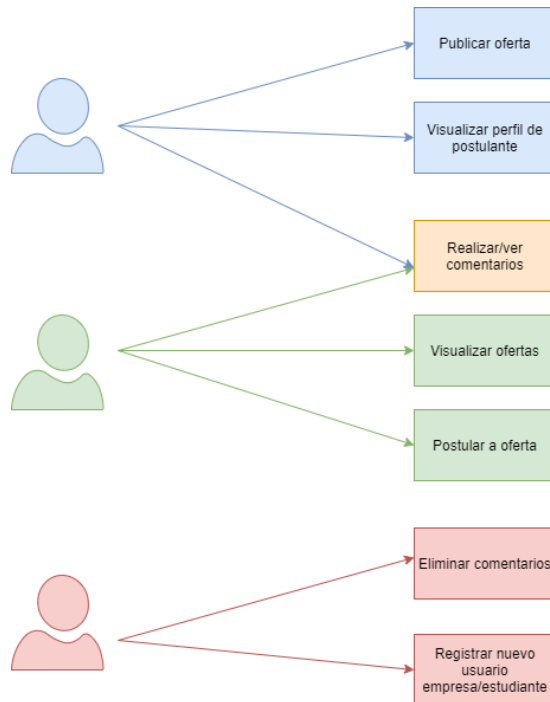 Publicar oferta
Visualizar perfil de
postulante
Realizar/ver
comentarios
Visualizar ofertas
Postular a oferta
Eliminar comentarios
Registrar nuevo
usuario
empresa/estudiante